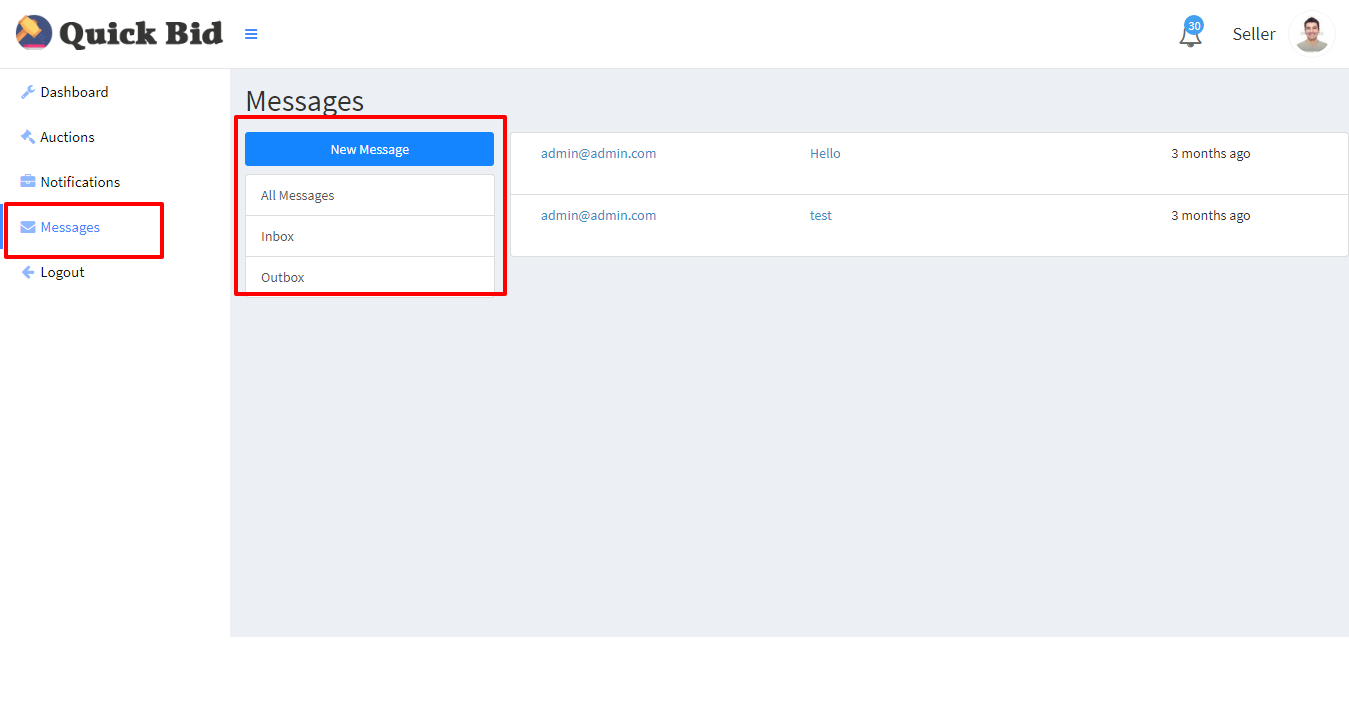 Quick Bid
30
Seller
Dashboard
Auctions
Notifications
Messages
Logout
Messages
New Message
All Messages
Inbox
Outbox
admin@admin.com Hello 3 months ago
admin@admin.com test 3 months ago